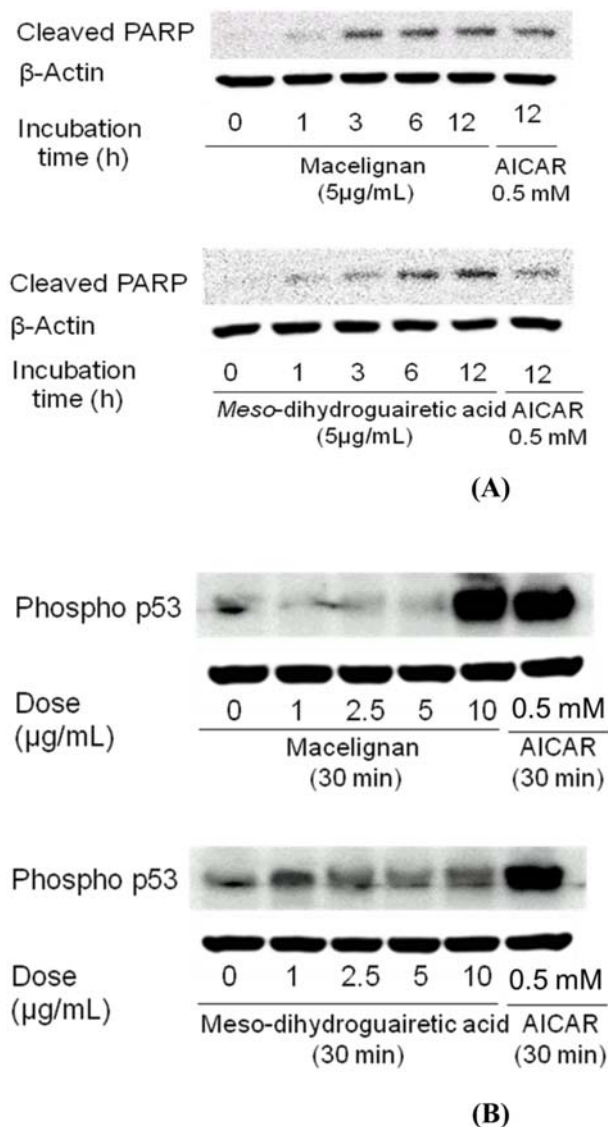 Cleaved PARP
β-Actin
Incubation time (h)
0 1 3 6 12 12
Macelignan (5µg/mL)
AICAR 0.5 mM
Cleaved PARP
β-Actin
Incubation time (h)
0 1 3 6 12 12
Meso-dihydroguairetic acid (5µg/mL)
AICAR 0.5 mM
(A)
Phospho p53
Dose (µg/mL)
0 1 2.5 5 10 0.5 mM
Macelignan (30 min)
AICAR (30 min)
Phospho p53
Dose (µg/mL)
0 1 2.5 5 10 0.5 mM
Meso-dihydroguairetic acid (30 min)
AICAR (30 min)
(B)